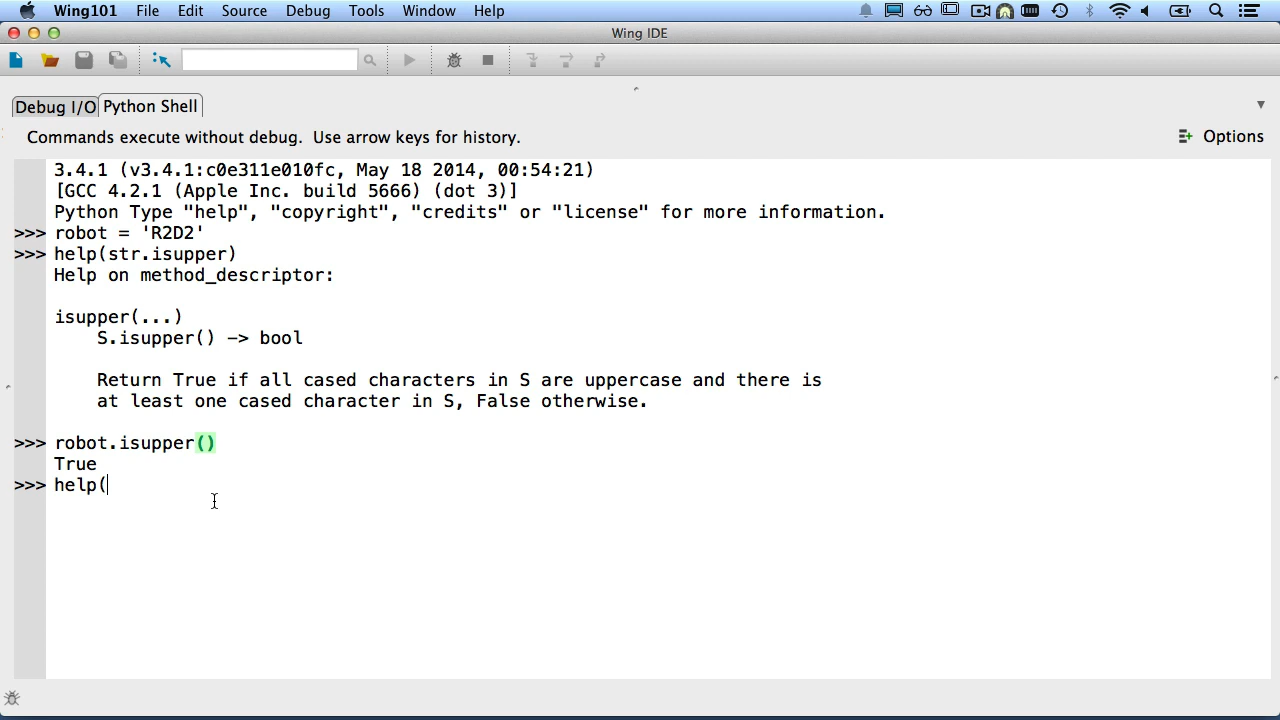 Wing101 File Edit Source Debug Tools Window Help
Wing IDE
Debug I/O Python Shell
Commands execute without debug. Use arrow keys for history.
Options
3.4.1 (v3.4.1:c0e311e010fc, May 18 2014, 00:54:21)
[GCC 4.2.1 (Apple Inc. build 5666) (dot 3)]
Python Type "help", "copyright", "credits" or "license" for more information.
>>> robot = 'R2D2'
>>> help(str.isupper)
Help on method_descriptor:
isupper(...)
S.isupper() -> bool
Return True if all cased characters in S are uppercase and there is
at least one cased character in S, False otherwise.
>>> robot.isupper()
True
>>> help(